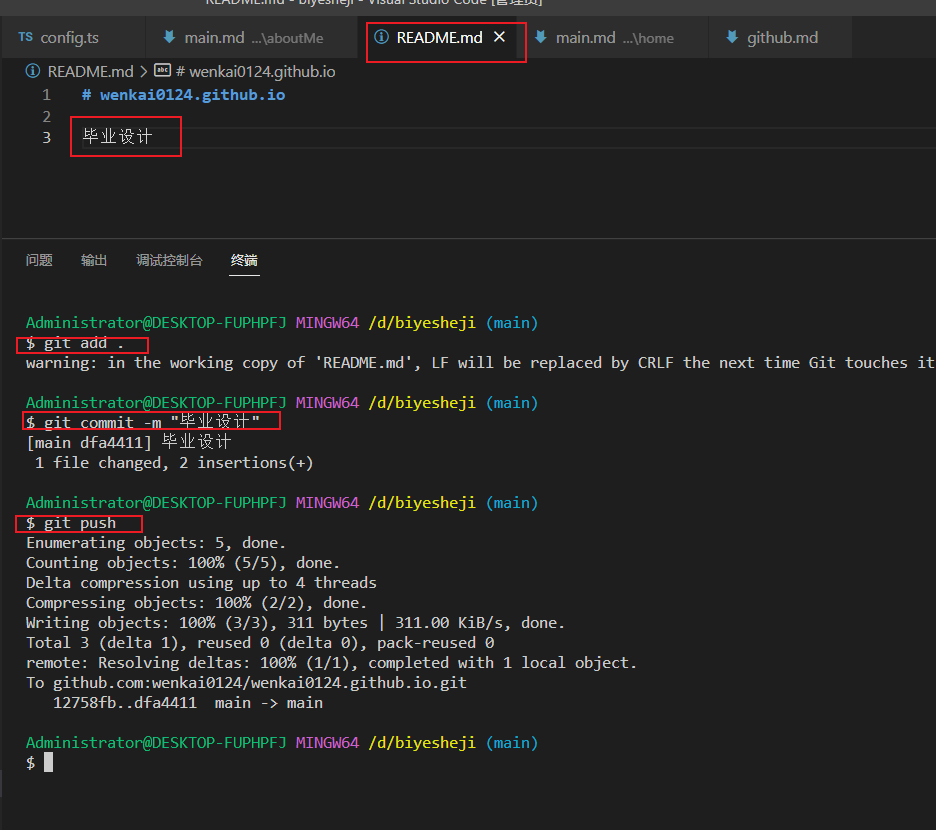 README.md - biyesheji - Visual Studio Code [管理员]
TS config.ts main.md ...\aboutMe README.md × main.md ...\home github.md
README.md > abc # wenkai0124.github.io
1 # wenkai0124.github.io
2
3 毕业设计
问题 输出 调试控制台 终端
Administrator@DESKTOP-FUPHPFJ MINGW64 /d/biyesheji (main)
$ git add .
warning: in the working copy of 'README.md', LF will be replaced by CRLF the next time Git touches it
Administrator@DESKTOP-FUPHPFJ MINGW64 /d/biyesheji (main)
$ git commit -m "毕业设计"
[main dfa4411] 毕业设计
1 file changed, 2 insertions(+)
Administrator@DESKTOP-FUPHPFJ MINGW64 /d/biyesheji (main)
$ git push
Enumerating objects: 5, done.
Counting objects: 100% (5/5), done.
Delta compression using up to 4 threads
Compressing objects: 100% (2/2), done.
Writing objects: 100% (3/3), 311 bytes | 311.00 KiB/s, done.
Total 3 (delta 1), reused 0 (delta 0), pack-reused 0
remote: Resolving deltas: 100% (1/1), completed with 1 local object.
To github.com:wenkai0124/wenkai0124.github.io.git
12758fb..dfa4411 main -> main
Administrator@DESKTOP-FUPHPFJ MINGW64 /d/biyesheji (main)
$